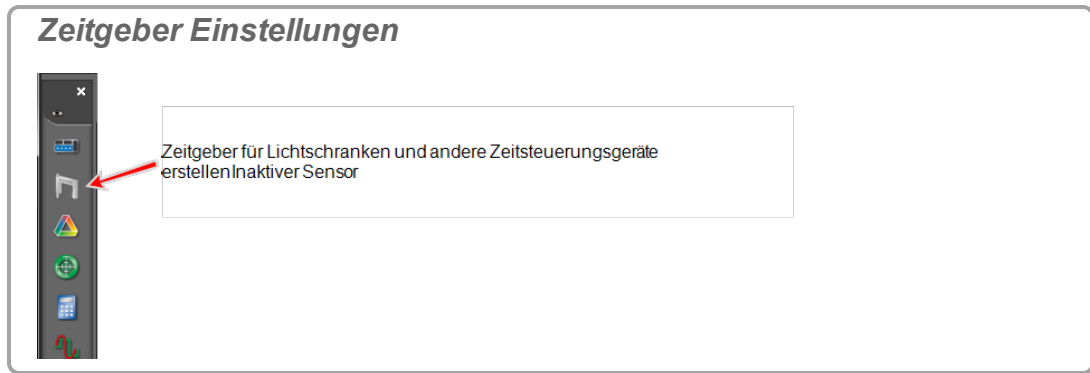 Zeitgeber Einstellungen
Zeitgeber für Lichtschranken und andere Zeitsteuerungsgeräte
erstellenInaktiver Sensor